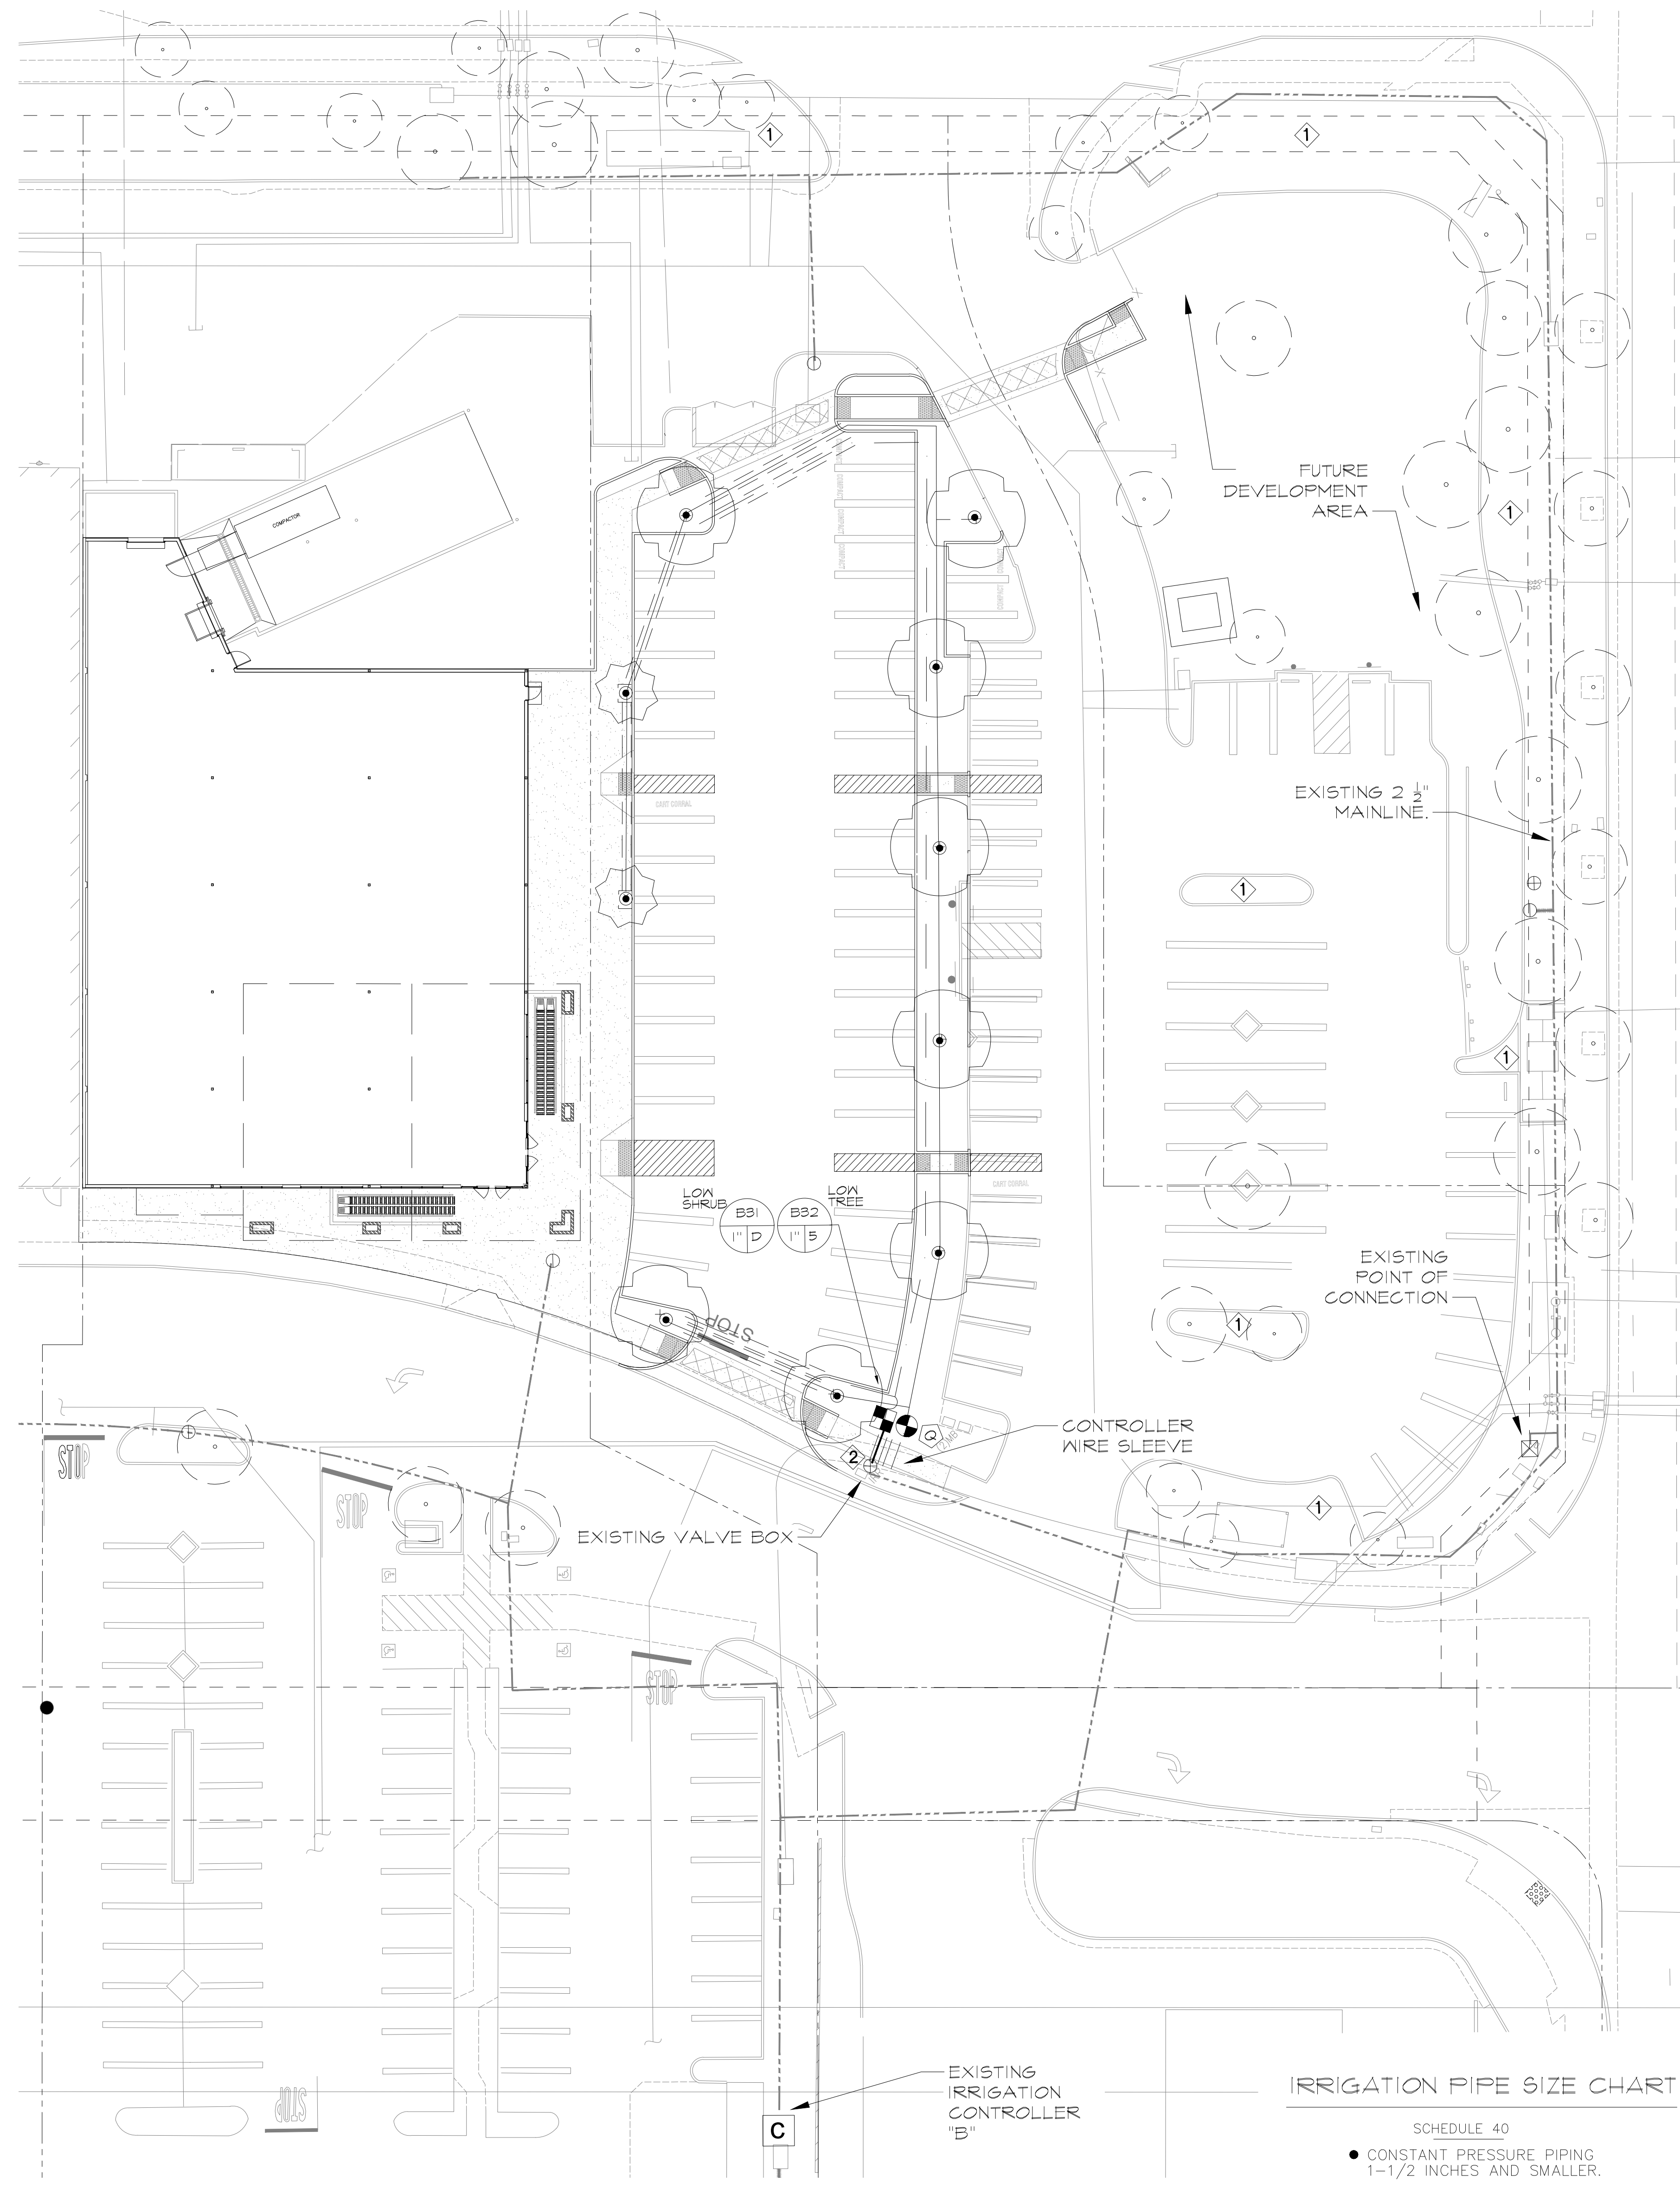 1
1
COMPACTOR
COMPACT
COMPACT
COMPACT
FUTURE
DEVELOPMENT
AREA
1
EXISTING 2 1/2"
MAINLINE.
CART CORRAL
1
1
LOW
SHRUB
B31
1" D
B32
1" 5
LOW
TREE
CART CORRAL
EXISTING
POINT OF
CONNECTION
STOP
1
CONTROLLER
WIRE SLEEVE
Q
2
STOP
STOP
1
EXISTING VALVE BOX
STOP
STOP
EXISTING
IRRIGATION
CONTROLLER
"B"
C
IRRIGATION PIPE SIZE CHART
SCHEDULE 40
● CONSTANT PRESSURE PIPING
1-1/2 INCHES AND SMALLER.